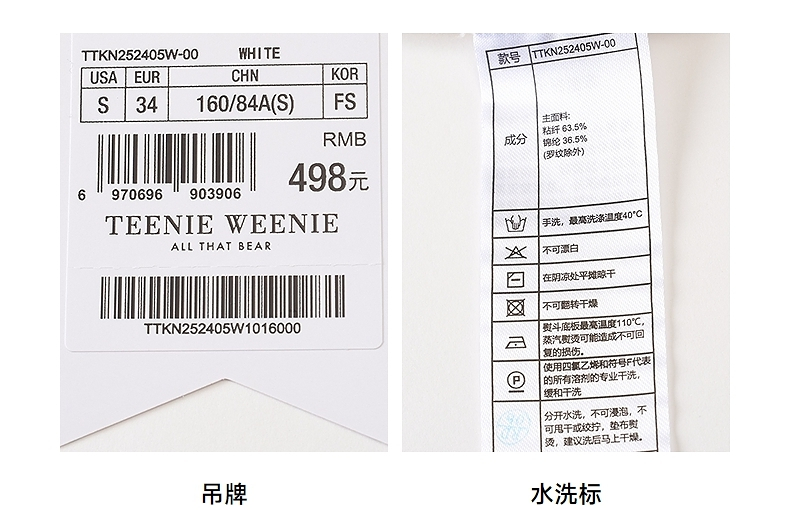 TTKN252405W-00 WHITE
USA EUR CHN KOR
S 34 160/84A(S) FS
RMB
498元
6 970696 903906
TEENIE WEENIE
ALL THAT BEAR
TTKN252405W1016000
吊牌
款号 TTKN252405W-00
成分
主面料:
粘纤 63.5%
锦纶 36.5%
(罗纹除外)
手洗，最高洗涤温度40°C
不可漂白
在阴凉处平摊晾干
不可翻转干燥
熨斗底板最高温度110℃,
蒸汽熨烫可能造成不可回
复的损伤。
使用四氯乙烯和符号F代表
的所有溶剂的专业干洗,
缓和干洗
分开水洗，不可浸泡，不
可甩干或绞拧，垫布熨
烫，建议洗后马上干燥。
水洗标